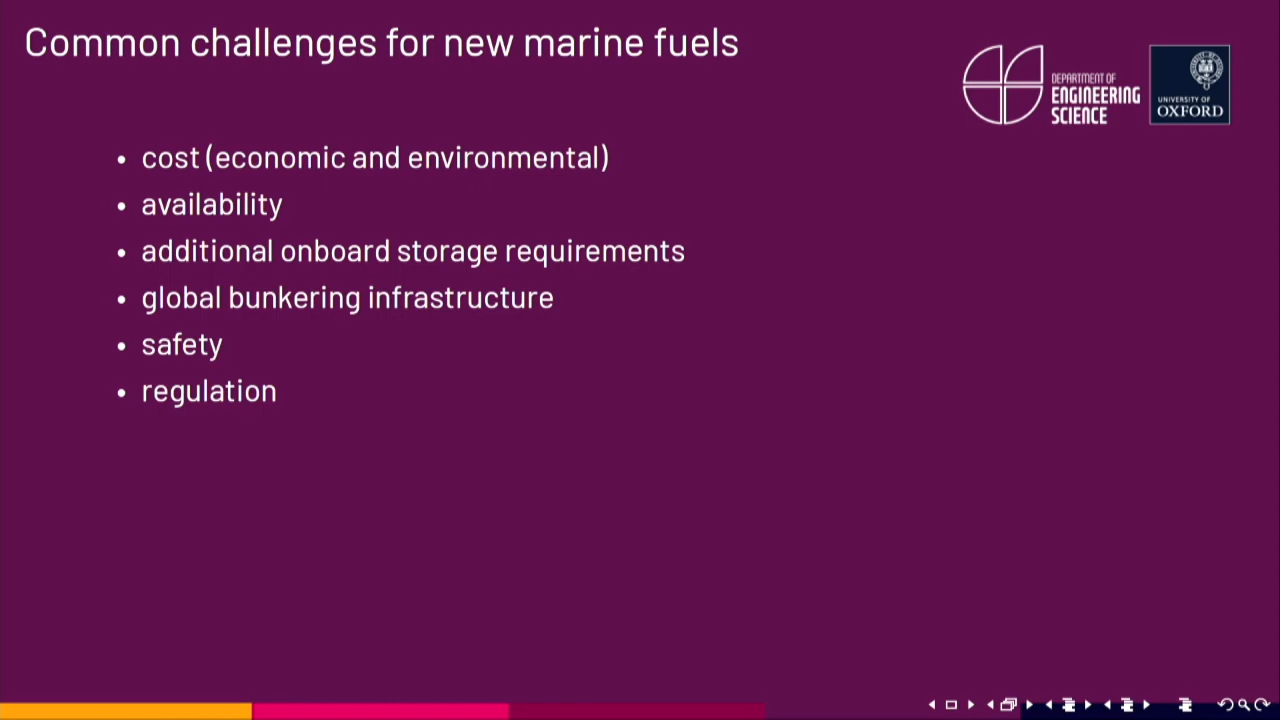 Common challenges for new marine fuels
DEPARTMENT OF
ENGINEERING
SCIENCE
UNIVERSITY OF
OXFORD
• cost (economic and environmental)
• availability
• additional onboard storage requirements
• global bunkering infrastructure
• safety
• regulation